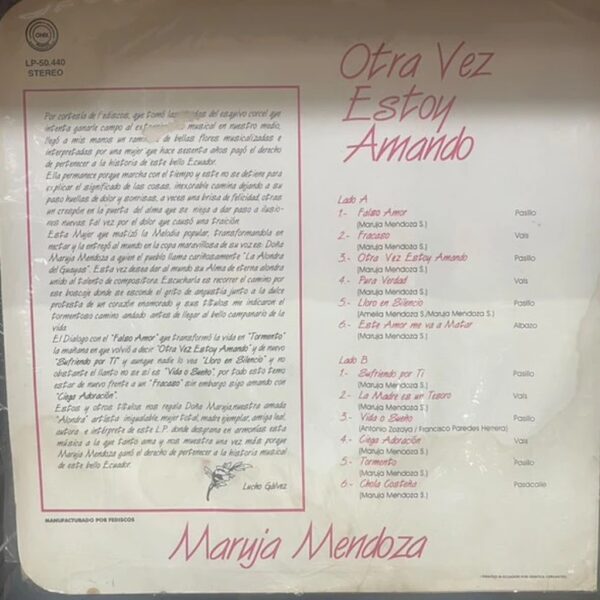 ONIX
LP-50.440
STEREO
Otra Vez
Estoy
Amando
Por cortesía de Fediscos, que tomó las riendas del esquivo corcel que
intenta ganarle campo al musical en nuestro medio,
llegó a mis manos un de bellas flores musicalizadas e
interpretadas por una mujer que hace sesenta años pagó el derecho
de pertenecer a la historia de este bello Ecuador.
Ella permanece porque marcha con el tiempo y este no se detiene para
explicar el significado de las cosas, inexorable camina dejando a su
paso huellas de dolor y sonrisas, a veces una brisa de felicidad, otras
un crespón en la puerta del alma que se niega a dar paso a ilusio-
nes nuevas tal vez por el dolor que causó una traición.
Esta Mujer que matizó la Melodía popular, transformándola en
nectar y la entregó al mundo en la copa maravillosa de su voz es: Doña
Maruja Mendoza a quien el pueblo llama cariñosamente "La Alondra
del Guayas". Esta vez desea dar al mundo su Alma de eterna alondra
unido al talento de compositora. Escucharla es recorrer el camino por
ese boscaje donde se esconde el grito de angustia junto a la dulce
protesta de un corazón enamorado y sus títulos me indicaron el
tormentoso camino andado antes de llegar al bello campanario de la
vida
El Dialogo con el "Falso Amor" que transformó la vida en "Tormento"
la mañana en que volvió a decir "Otra Vez Estoy Amando" y de nuevo
"Sufriendo por Ti" y aunque nadie lo vea "Lloro en Silencio" y no
obstante el llanto no se si es "Vida o Sueño", por todo esto temo
estar de nuevo frente a un "Fracaso" sin embargo sigo amando con
"Ciega Adoración".
Estos y otros títulos nos regala Doña Maruja, nuestra amada
"Alondra" artista inigualable, mujer total, madre ejemplar, amiga leal,
autora e intérprete de este L.P. donde desgrana en armonías esta
música a la que tanto ama y nos muestra una vez más porque
Maruja Mendoza ganó el derecho de pertenecer a la historia musical
de este bello Ecuador.
Lucho Gálvez
Lado A
1.- Falso Amor Pasillo
(Maruja Mendoza S.)
2.- Fracaso Vals
(Maruja Mendoza S.)
3.- Otra Vez Estoy Amando Pasillo
(Maruja Mendoza S.)
4.- Pura Verdad Vals
(Maruja Mendoza S.)
5.- Lloro en Silencio Pasillo
(Amelia Mendoza S./Maruja Mendoza S.)
6.- Este Amor me va a Matar Albazo
(Maruja Mendoza S.)
Lado B
1.- Sufriendo por Ti Pasillo
(Maruja Mendoza S.)
2.- La Madre es un Tesoro Vals
(Maruja Mendoza S.)
3.- Vida o Sueño Pasillo
(Antonio Zozaya / Francisco Paredes Herrera)
4.- Ciega Adoración Vals
(Maruja Mendoza S.)
5.- Tormento Pasillo
(Maruja Mendoza S.)
6.- Chola Costeña Pasacalle
(Maruja Mendoza S.)
MANUFACTURADO POR FEDISCOS
Maruja Mendoza